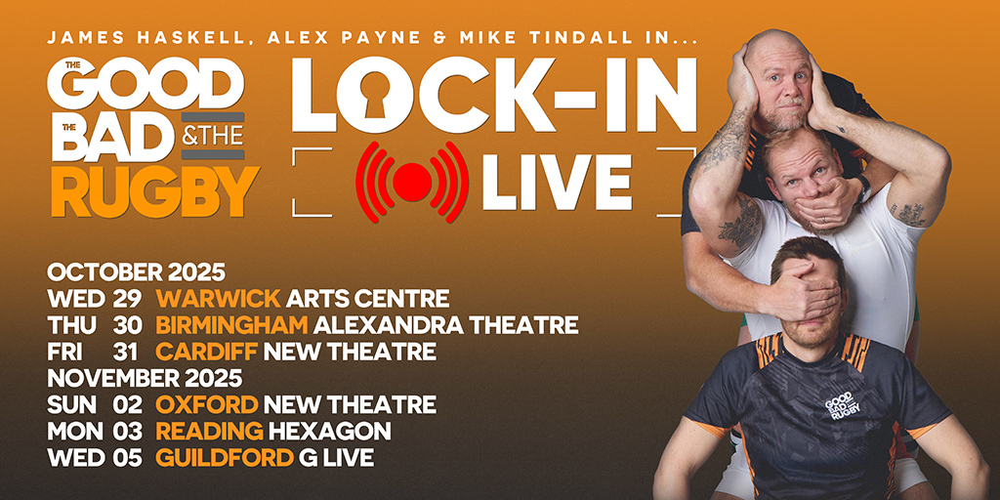 JAMES HASKELL, ALEX PAYNE & MIKE TINDALL IN...
THE GOOD
THE BAD &THE
RUGBY
LOCK-IN
LIVE
OCTOBER 2025
WED 29 WARWICK ARTS CENTRE
THU 30 BIRMINGHAM ALEXANDRA THEATRE
FRI 31 CARDIFF NEW THEATRE
NOVEMBER 2025
SUN 02 OXFORD NEW THEATRE
MON 03 READING HEXAGON
WED 05 GUILDFORD G LIVE
GOOD
BAD
RUGBY